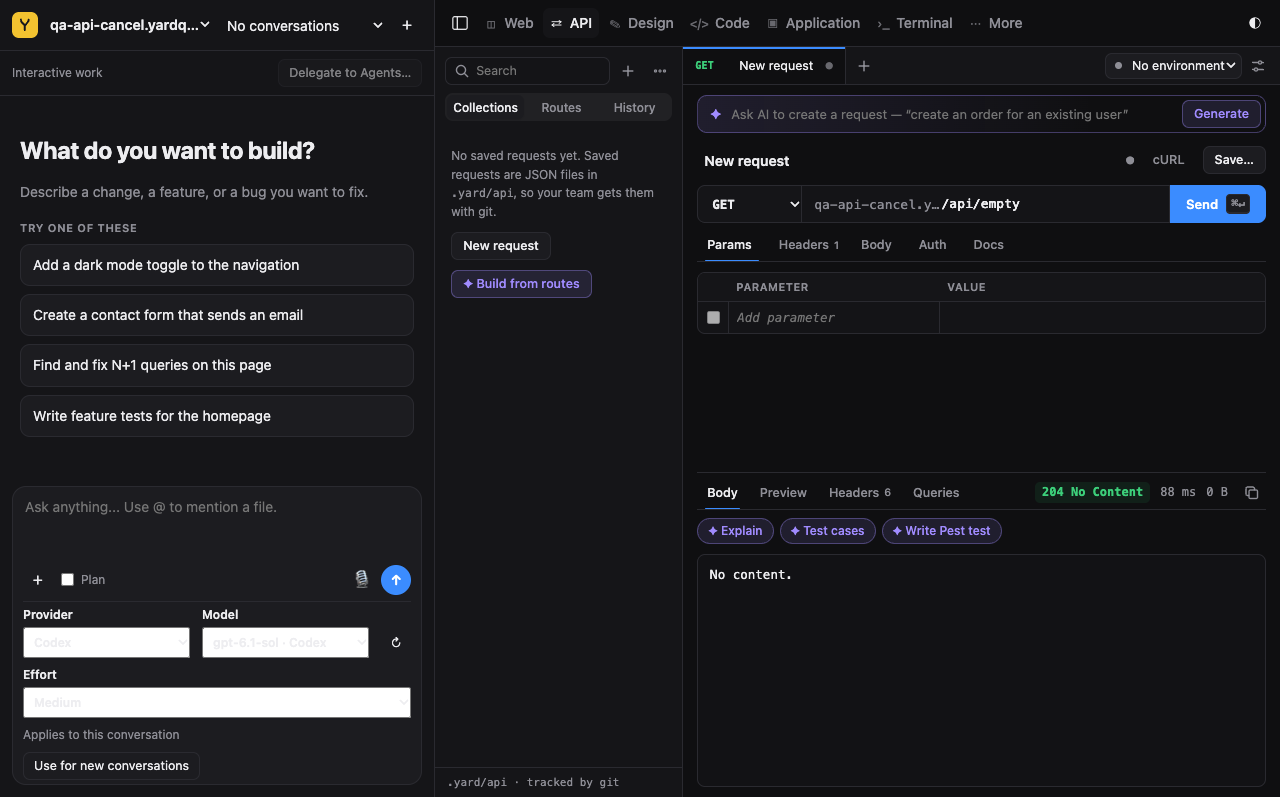 Y qa-api-cancel.yardq... No conversations +
Interactive work Delegate to Agents...
What do you want to build?
Describe a change, a feature, or a bug you want to fix.
TRY ONE OF THESE
Add a dark mode toggle to the navigation
Create a contact form that sends an email
Find and fix N+1 queries on this page
Write feature tests for the homepage
Ask anything... Use @ to mention a file.
+ Plan
Provider Model
Codex gpt-6.1-sol · Codex
Effort
Medium
Applies to this conversation
Use for new conversations
Web API Design </> Code Application >_ Terminal ... More
Search + ...
Collections Routes History
No saved requests yet. Saved
requests are JSON files in
.yard/api, so your team gets them
with git.
New request
Build from routes
.yard/api · tracked by git
GET New request + No environment
Ask AI to create a request — “create an order for an existing user” Generate
New request cURL Save...
GET qa-api-cancel.y…/api/empty Send ⌘↵
Params Headers 1 Body Auth Docs
PARAMETER VALUE
Add parameter
Body Preview Headers 6 Queries 204 No Content 88 ms 0 B
Explain Test cases Write Pest test
No content.